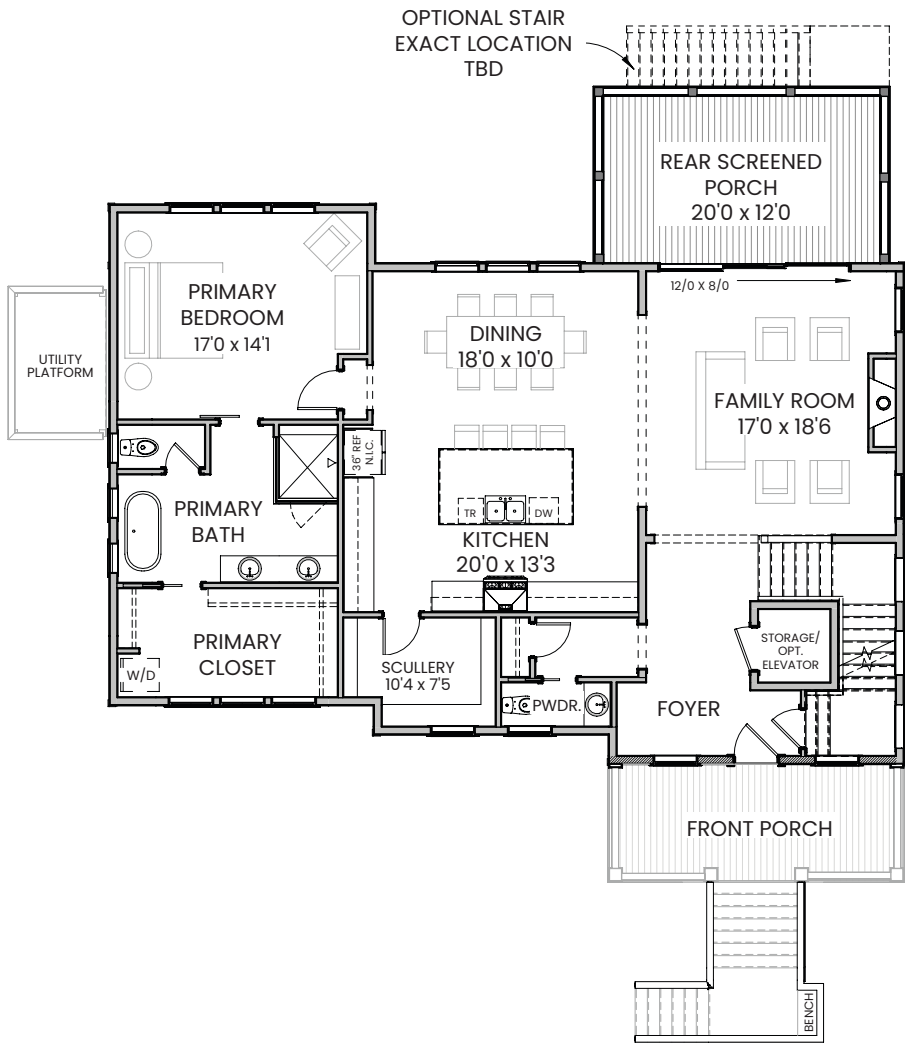 OPTIONAL STAIR
EXACT LOCATION
TBD
REAR SCREENED
PORCH
20'0 x 12'0
12/0 X 8/0
PRIMARY
BEDROOM
17'0 x 14'1
UTILITY
PLATFORM
DINING
18'0 x 10'0
FAMILY ROOM
17'0 x 18'6
36" REF
N.I.C.
PRIMARY
BATH
TR
DW
KITCHEN
20'0 x 13'3
PRIMARY
CLOSET
W/D
SCULLERY
10'4 x 7'5
STORAGE/
OPT.
ELEVATOR
PWDR.
FOYER
FRONT PORCH
BENCH